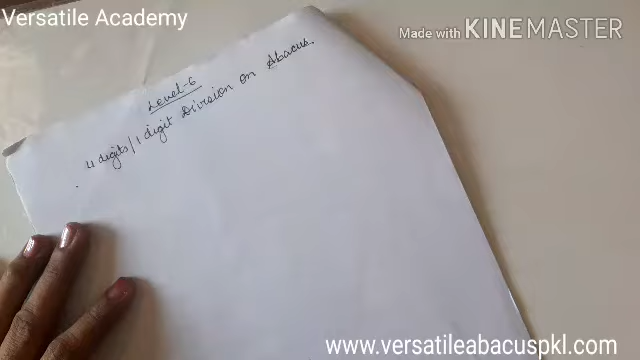 Versatile Academy
Made with KINEMASTER
Level-6
4 digits/1 digit Division on Abacus.
www.versatileabacuspkl.com